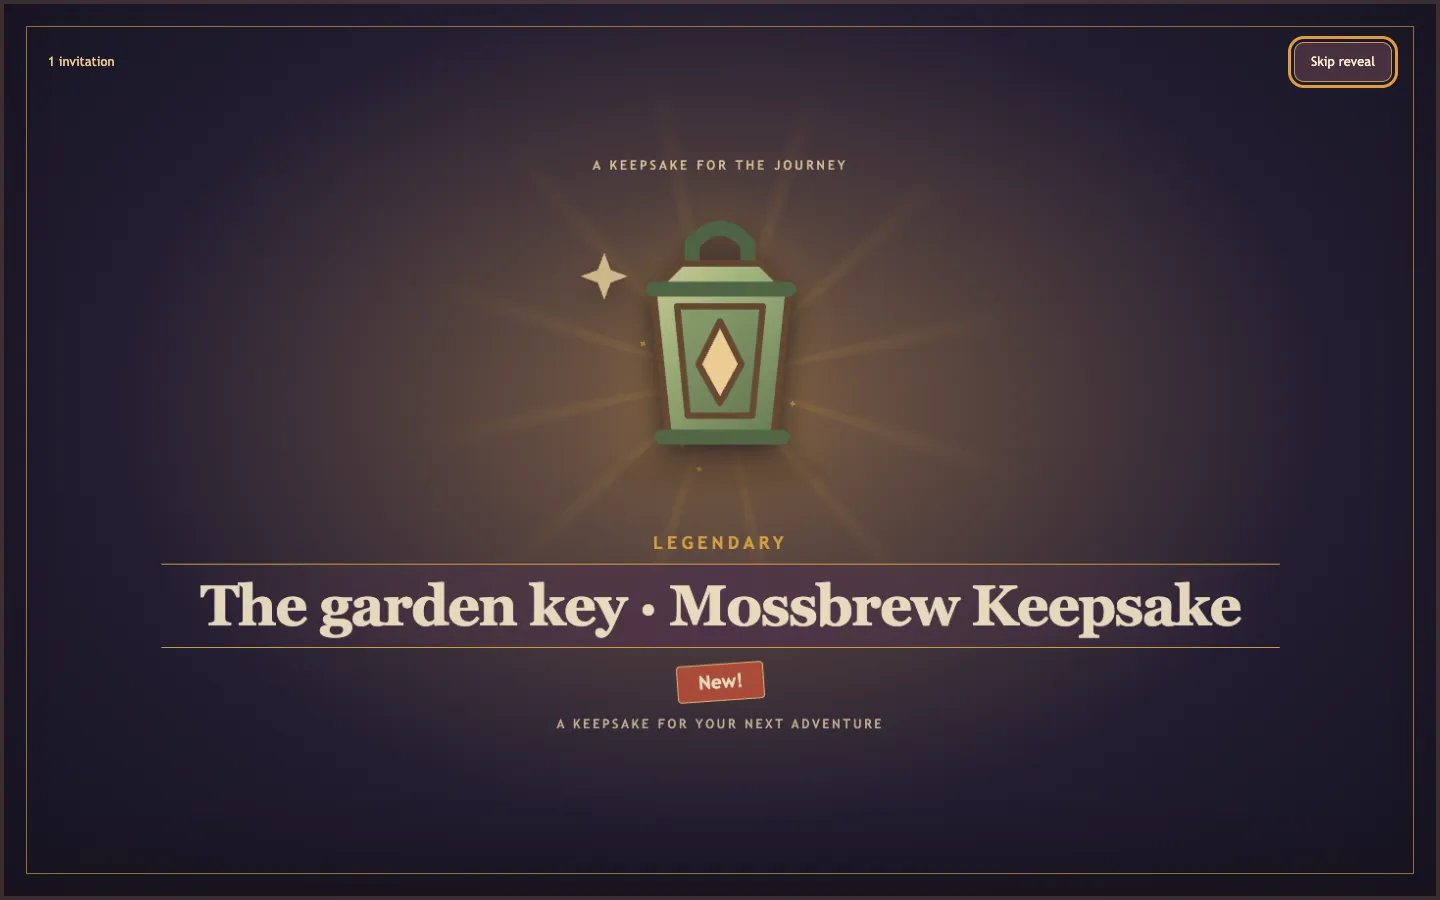 1 invitation
Skip reveal
A KEEPSAKE FOR THE JOURNEY
LEGENDARY
The garden key · Mossbrew Keepsake
New!
A KEEPSAKE FOR YOUR NEXT ADVENTURE